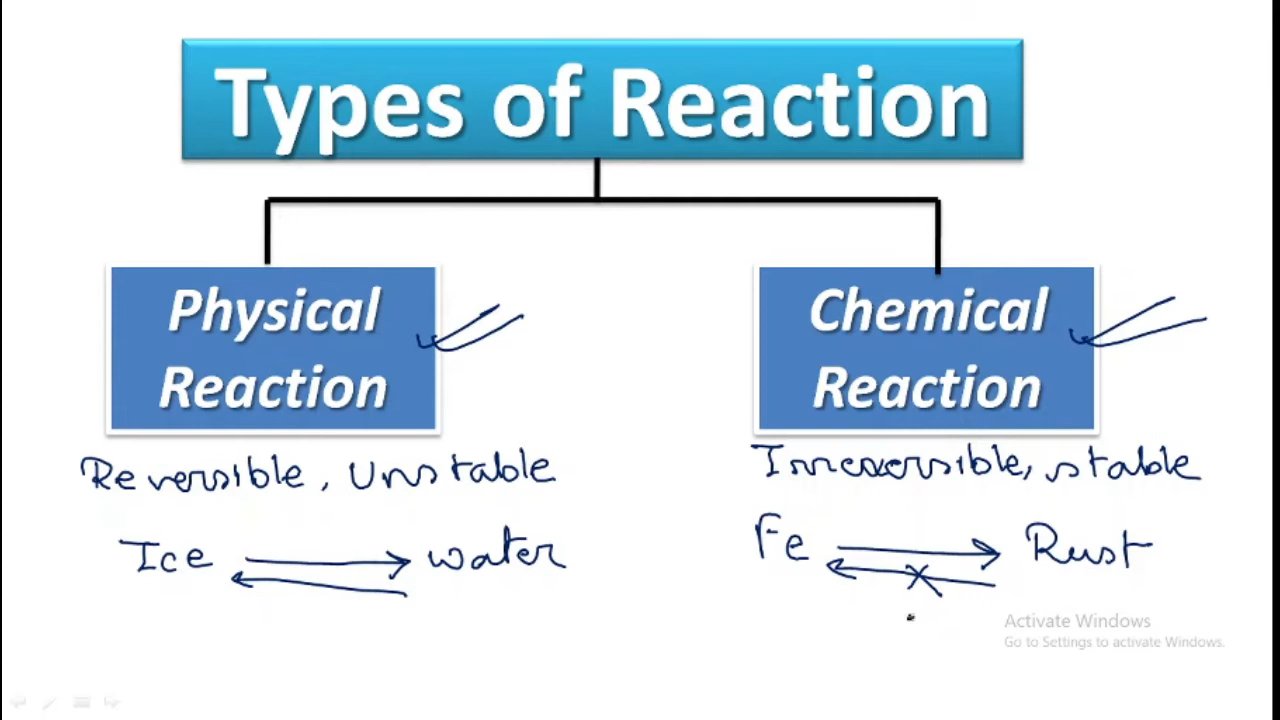 Types of Reaction
Physical
Reaction
Chemical
Reaction
Reversible, Unstable
Irreversible, stable
Ice water
Fe Rust
Activate Windows
Go to Settings to activate Windows.